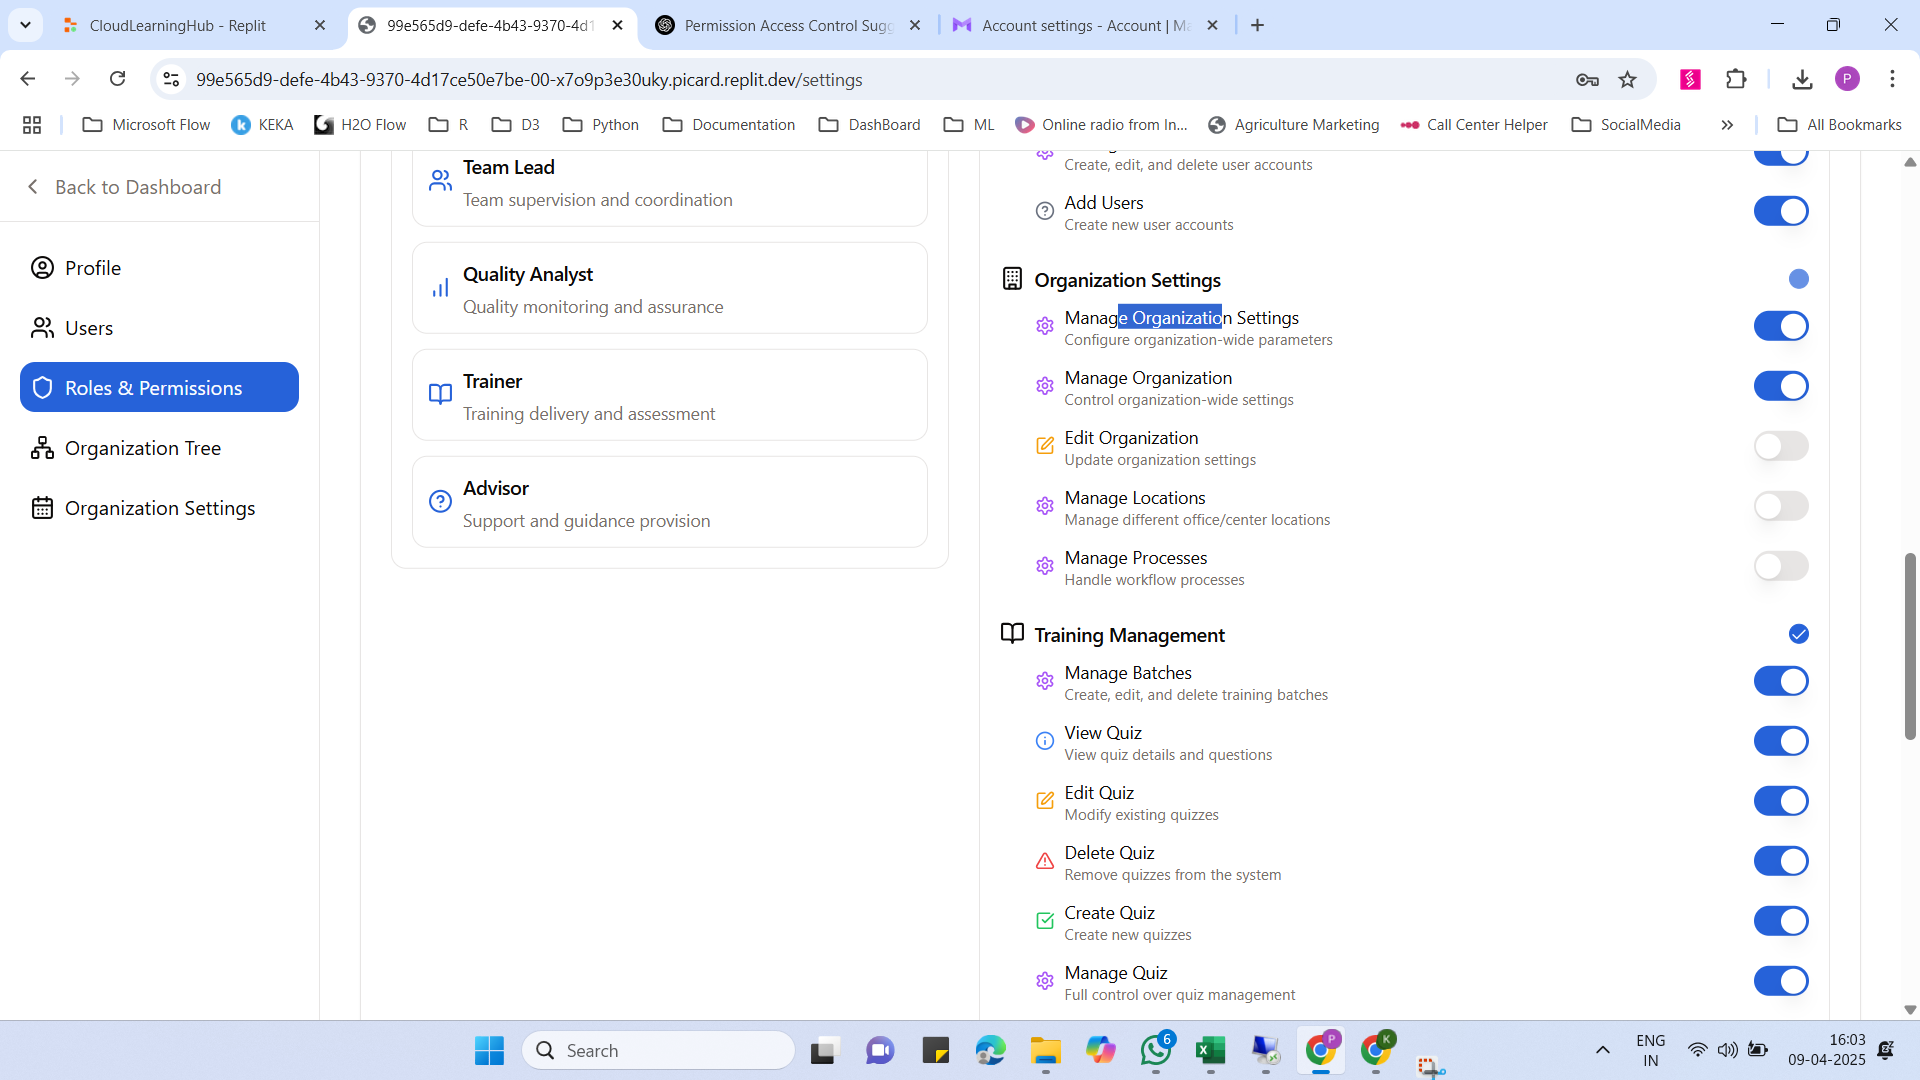 CloudLearningHub - Replit
99e565d9-defe-4b43-9370-4d1
Permission Access Control Sugg
Account settings - Account | Ma
99e565d9-defe-4b43-9370-4d17ce50e7be-00-x7o9p3e30uky.picard.replit.dev/settings
P
Microsoft Flow
KEKA
H2O Flow
R
D3
Python
Documentation
DashBoard
ML
Online radio from In...
Agriculture Marketing
Call Center Helper
SocialMedia
All Bookmarks
Back to Dashboard
Profile
Users
Roles & Permissions
Organization Tree
Organization Settings
Team Lead
Team supervision and coordination
Quality Analyst
Quality monitoring and assurance
Trainer
Training delivery and assessment
Advisor
Support and guidance provision
Create, edit, and delete user accounts
Add Users
Create new user accounts
Organization Settings
Manage Organization Settings
Configure organization-wide parameters
Manage Organization
Control organization-wide settings
Edit Organization
Update organization settings
Manage Locations
Manage different office/center locations
Manage Processes
Handle workflow processes
Training Management
Manage Batches
Create, edit, and delete training batches
View Quiz
View quiz details and questions
Edit Quiz
Modify existing quizzes
Delete Quiz
Remove quizzes from the system
Create Quiz
Create new quizzes
Manage Quiz
Full control over quiz management
Search
6
P
K
ENG
IN
16:03
09-04-2025